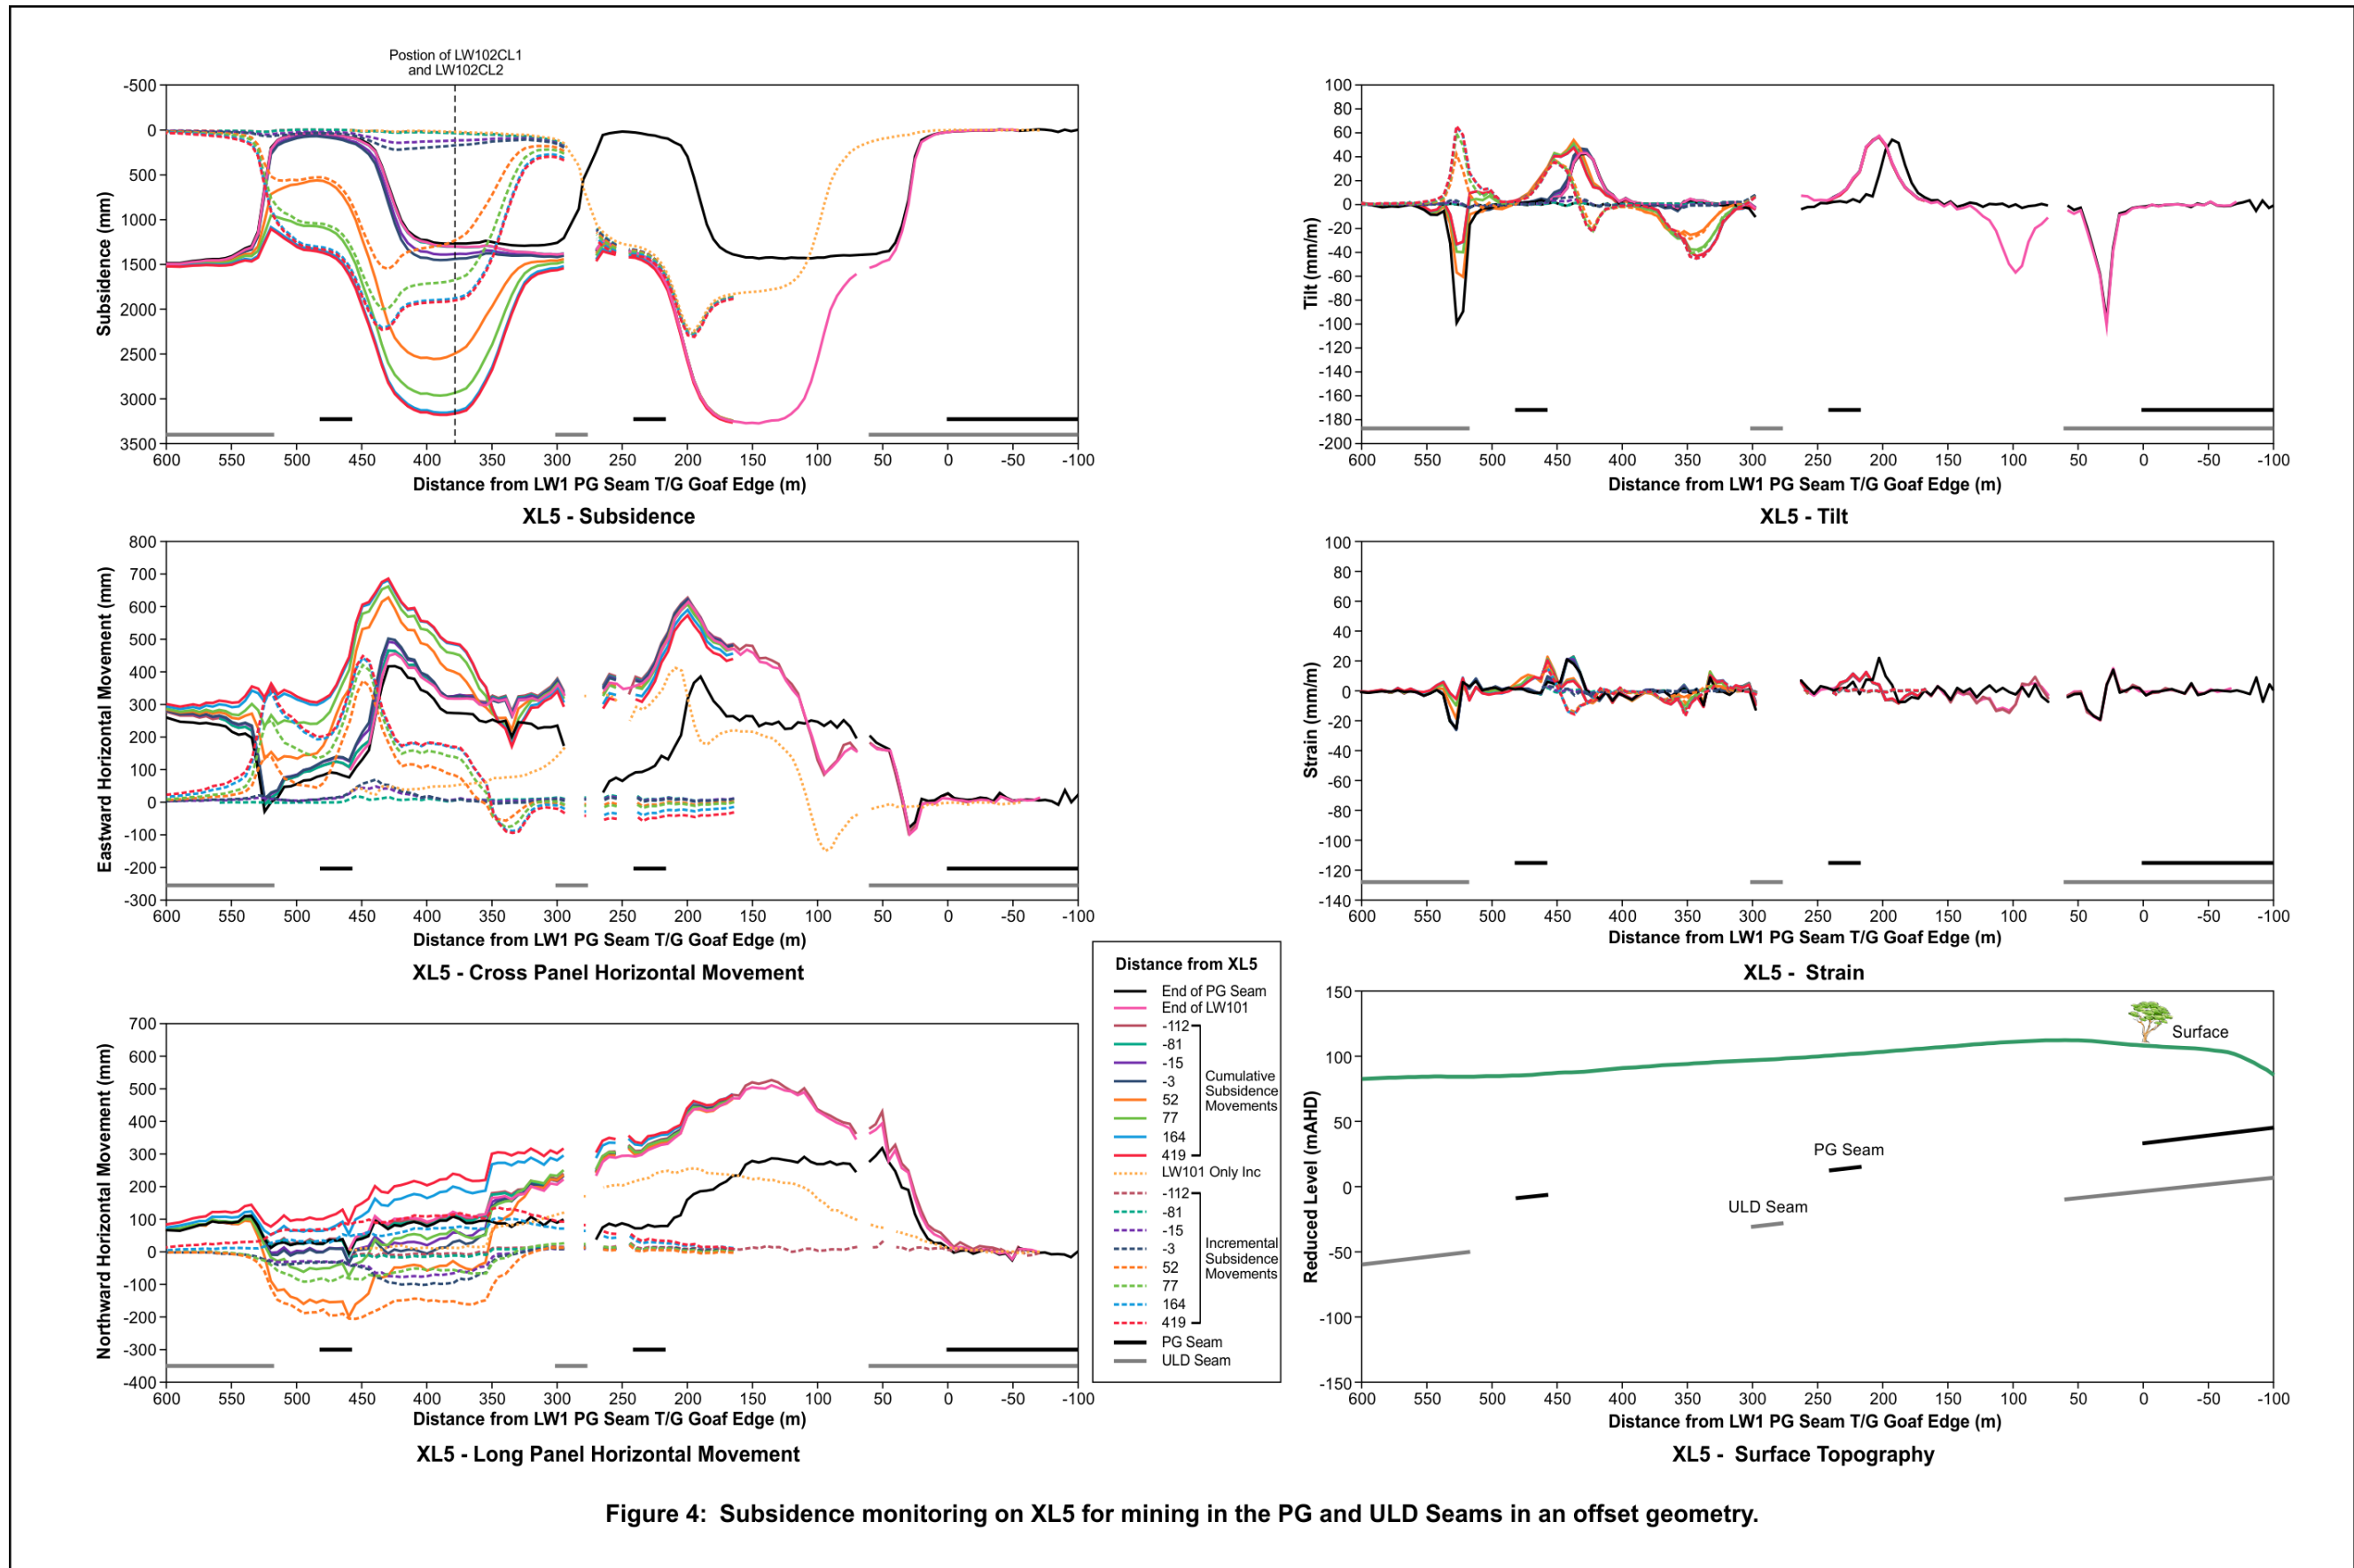 Postion of LW102CL1
and LW102CL2
-500
0
500
1000
1500
2000
2500
3000
3500
Subsidence (mm)
600 550 500 450 400 350 300 250 200 150 100 50 0 -50 -100
Distance from LW1 PG Seam T/G Goaf Edge (m)
XL5 - Subsidence
100
80
60
40
20
0
-20
-40
-60
-80
-100
-120
-140
-160
-180
-200
Tilt (mm/m)
600 550 500 450 400 350 300 250 200 150 100 50 0 -50 -100
Distance from LW1 PG Seam T/G Goaf Edge (m)
XL5 - Tilt
800
700
600
500
400
300
200
100
0
-100
-200
-300
Eastward Horizontal Movement (mm)
600 550 500 450 400 350 300 250 200 150 100 50 0 -50 -100
Distance from LW1 PG Seam T/G Goaf Edge (m)
XL5 - Cross Panel Horizontal Movement
100
80
60
40
20
0
-20
-40
-60
-80
-100
-120
-140
Strain (mm/m)
600 550 500 450 400 350 300 250 200 150 100 50 0 -50 -100
Distance from LW1 PG Seam T/G Goaf Edge (m)
XL5 - Strain
700
600
500
400
300
200
100
0
-100
-200
-300
-400
Northward Horizontal Movement (mm)
600 550 500 450 400 350 300 250 200 150 100 50 0 -50 -100
Distance from LW1 PG Seam T/G Goaf Edge (m)
XL5 - Long Panel Horizontal Movement
Distance from XL5
End of PG Seam
End of LW101
-112
-81
-15
-3
52
77
164
419
Cumulative
Subsidence
Movements
LW101 Only Inc
-112
-81
-15
-3
52
77
164
419
Incremental
Subsidence
Movements
PG Seam
ULD Seam
150
100
50
0
-50
-100
-150
Reduced Level (mAHD)
Surface
PG Seam
ULD Seam
600 550 500 450 400 350 300 250 200 150 100 50 0 -50 -100
Distance from LW1 PG Seam T/G Goaf Edge (m)
XL5 - Surface Topography
Figure 4: Subsidence monitoring on XL5 for mining in the PG and ULD Seams in an offset geometry.